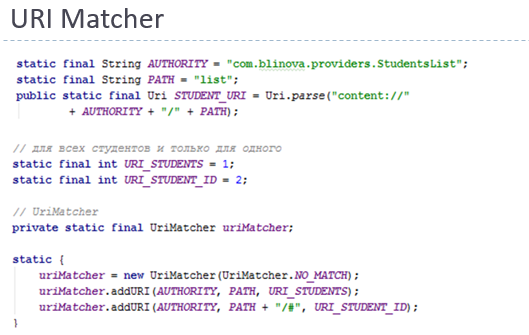 URI Matcher
static final String AUTHORITY = "com.blinova.providers.StudentsList";
static final String PATH = "list";
public static final Uri STUDENT_URI = Uri.parse("content://"
+ AUTHORITY + "/" + PATH);
// для всех студентов и только для одного
static final int URI_STUDENTS = 1;
static final int URI_STUDENT_ID = 2;
// UriMatcher
private static final UriMatcher uriMatcher;
static {
uriMatcher = new UriMatcher(UriMatcher.NO_MATCH);
uriMatcher.addURI(AUTHORITY, PATH, URI_STUDENTS);
uriMatcher.addURI(AUTHORITY, PATH + "/#", URI_STUDENT_ID);
}